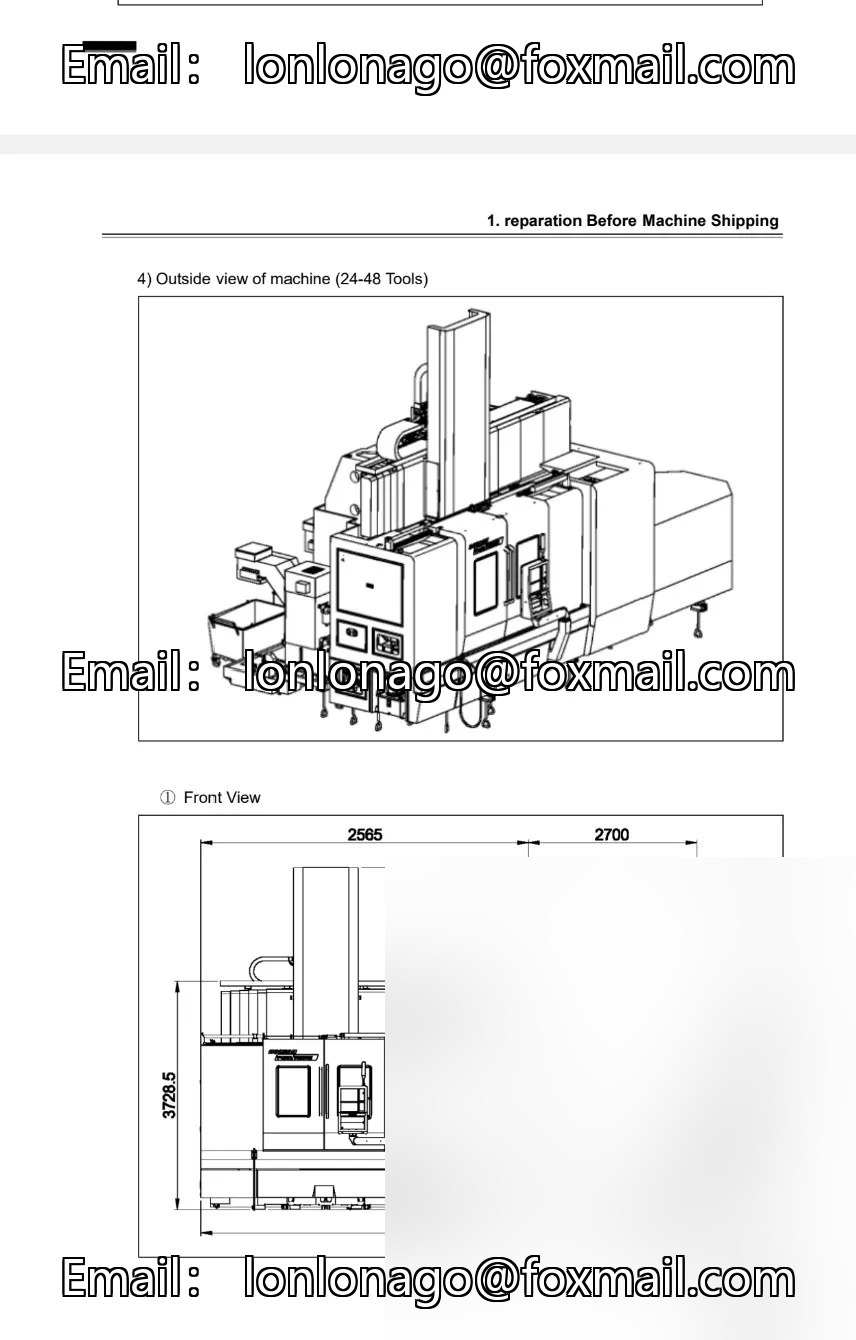 Email: lonlonago@foxmail.com
1. reparation Before Machine Shipping
4) Outside view of machine (24-48 Tools)
Email: lonlonago@foxmail.com
① Front View
2565 2700
3728.5
Email: lonlonago@foxmail.com